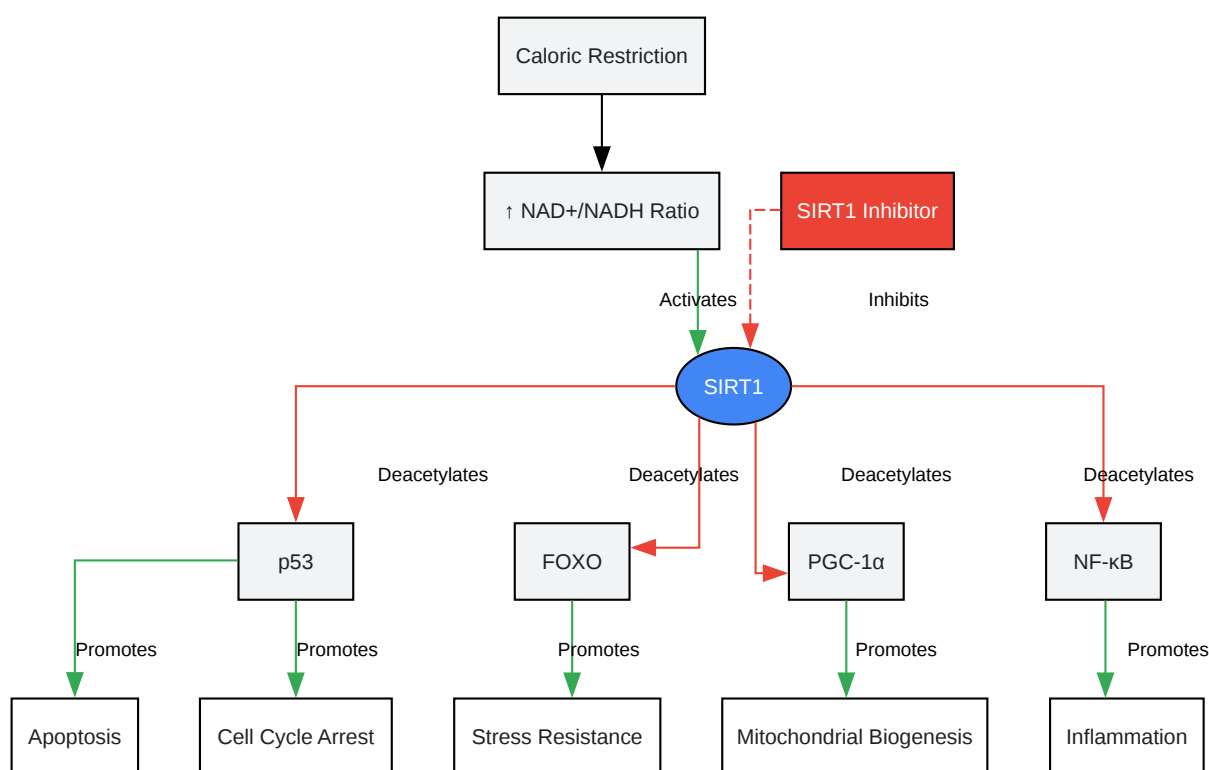 Caloric Restriction
↑ NAD+/NADH Ratio
SIRT1 Inhibitor
Activates
Inhibits
SIRT1
Deacetylates
Deacetylates
Deacetylates
Deacetylates
p53
FOXO
PGC-1α
NF-κB
Promotes
Promotes
Promotes
Promotes
Promotes
Apoptosis
Cell Cycle Arrest
Stress Resistance
Mitochondrial Biogenesis
Inflammation